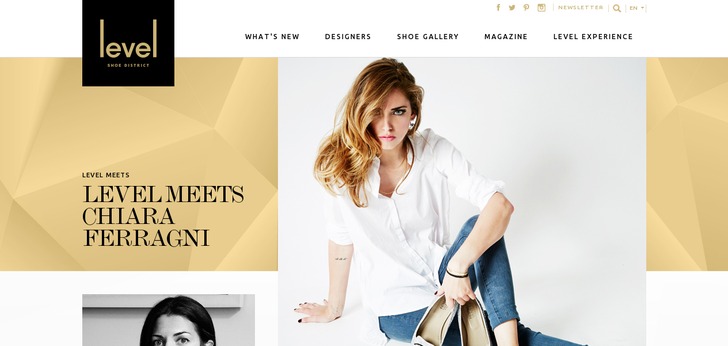 NEWSLETTER
EN
level
SHOE DISTRICT
WHAT'S NEW
DESIGNERS
SHOE GALLERY
MAGAZINE
LEVEL EXPERIENCE
LEVEL MEETS
LEVEL MEETS
CHIARA
FERRAGNI